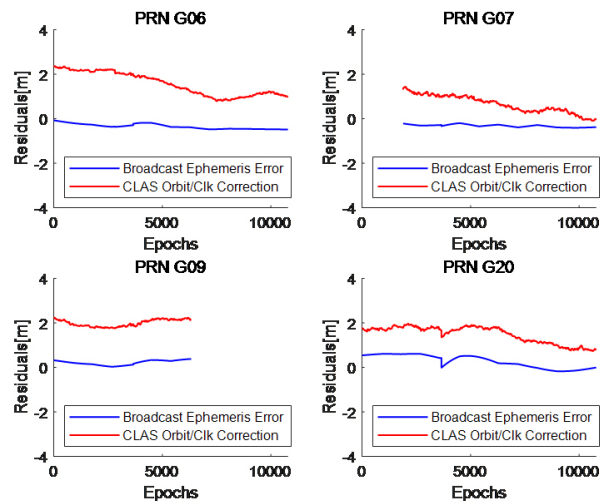 PRN G06
PRN G07
4
2
0
-2
-4
Residuals[m]
Broadcast Ephemeris Error
CLAS Orbit/Clk Correction
0
5000
10000
Epochs
4
2
0
-2
-4
Residuals[m]
Broadcast Ephemeris Error
CLAS Orbit/Clk Correction
0
5000
10000
Epochs
PRN G09
PRN G20
4
2
0
-2
-4
Residuals[m]
Broadcast Ephemeris Error
CLAS Orbit/Clk Correction
0
5000
10000
Epochs
4
2
0
-2
-4
Residuals[m]
Broadcast Ephemeris Error
CLAS Orbit/Clk Correction
0
5000
10000
Epochs